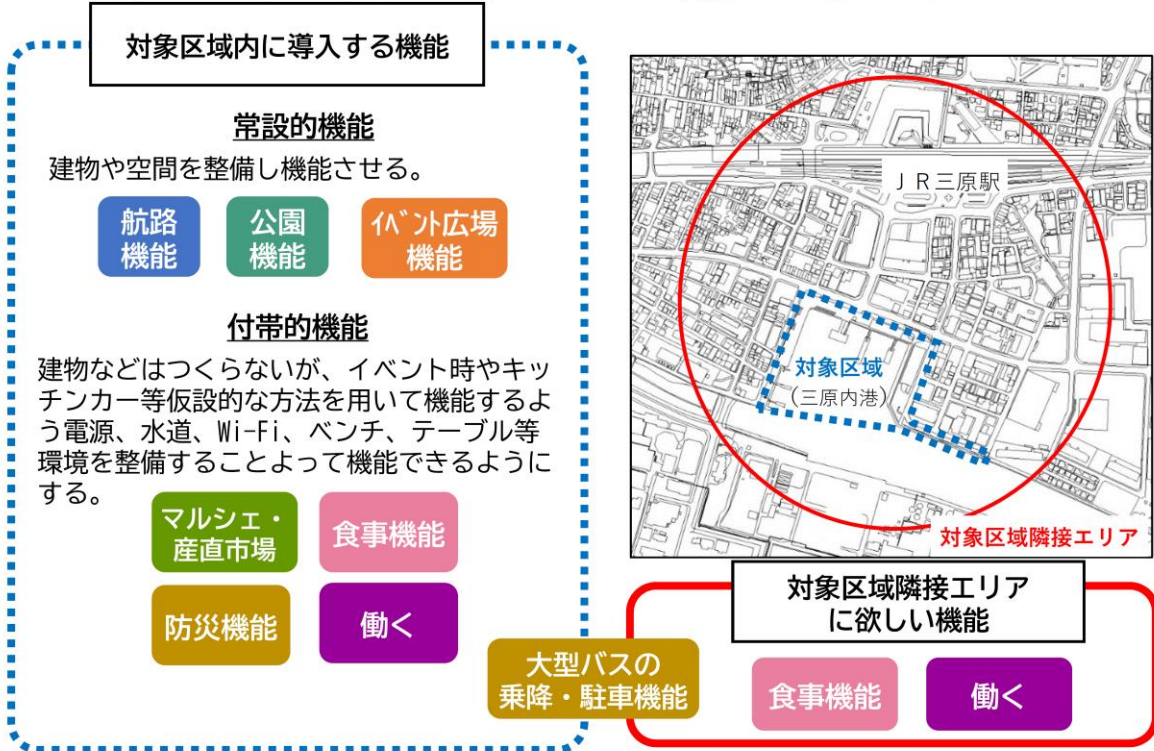 対象区域内に導入する機能
常設的機能
建物や空間を整備し機能させる。
航路
機能
公園
機能
ｲﾍﾞﾝﾄ広場
機能
付帯的機能
建物などはつくらないが、イベント時やキッ
チンカー等仮設的な方法を用いて機能するよ
う電源、水道、Wi-Fi、ベンチ、テーブル等
環境を整備することよって機能できるように
する。
マルシェ・
産直市場
食事機能
防災機能
働く
大型バスの
乗降・駐車機能
ＪＲ三原駅
対象区域
（三原内港）
対象区域隣接エリア
対象区域隣接エリア
に欲しい機能
食事機能
働く